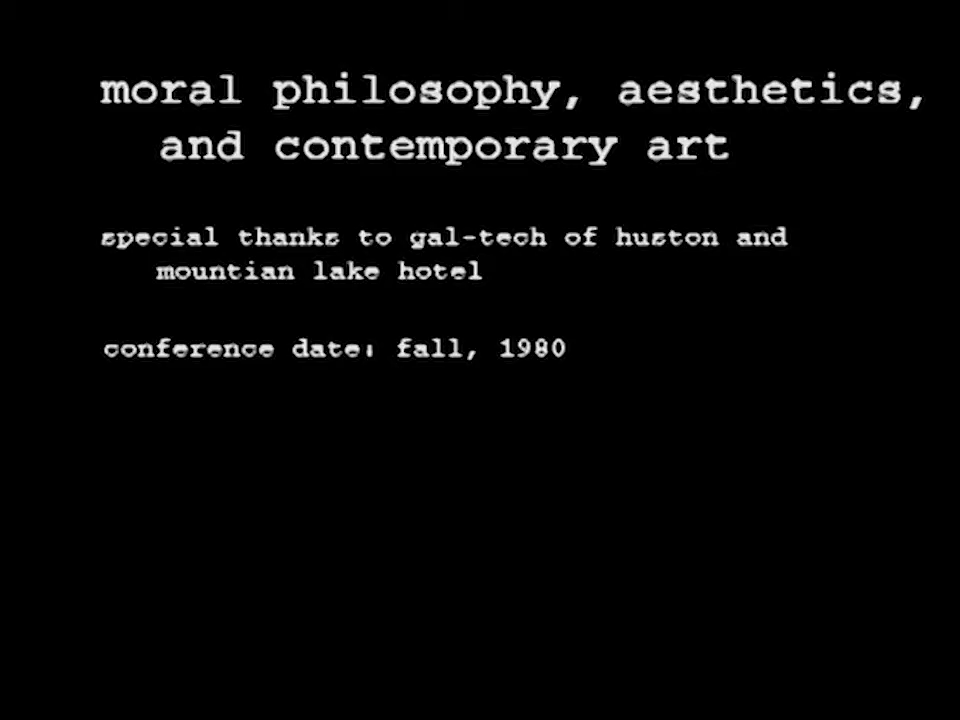 moral philosophy, aesthetics,
and contemporary art
special thanks to gal-tech of huston and
mountian lake hotel
conference date: fall, 1980